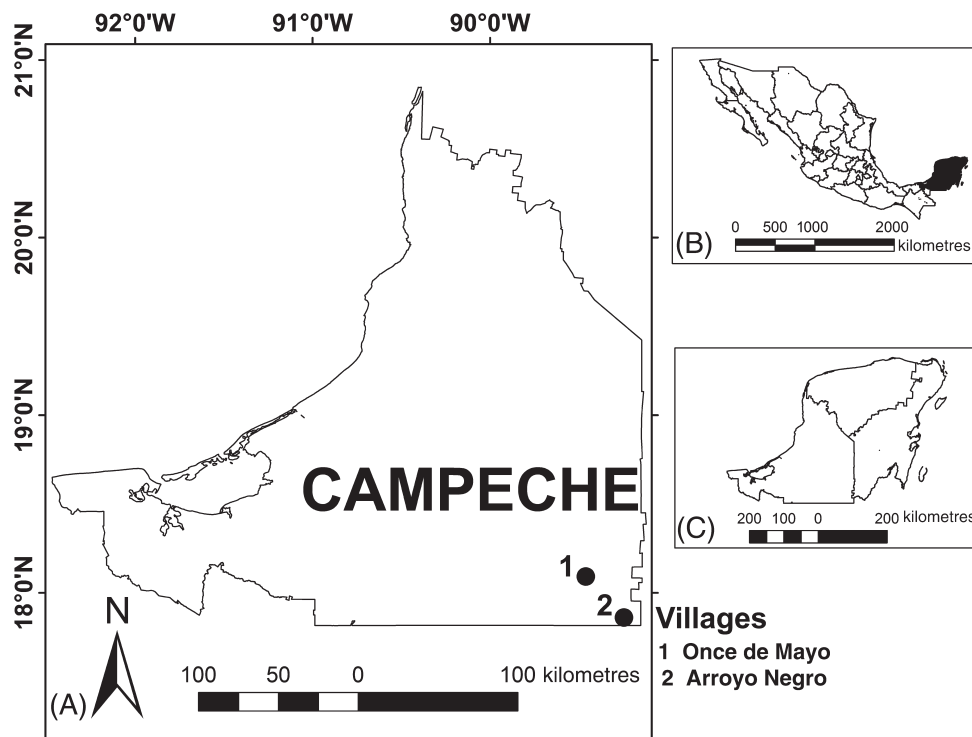 92°0'W 91°0'W 90°0'W
21°0'N
20°0'N
19°0'N
18°0'N
CAMPECHE
1
2
N
100 50 0 100 kilometres
(A)
0 500 1000 2000
kilometres
(B)
200 100 0 200 kilometres
(C)
Villages
1 Once de Mayo
2 Arroyo Negro